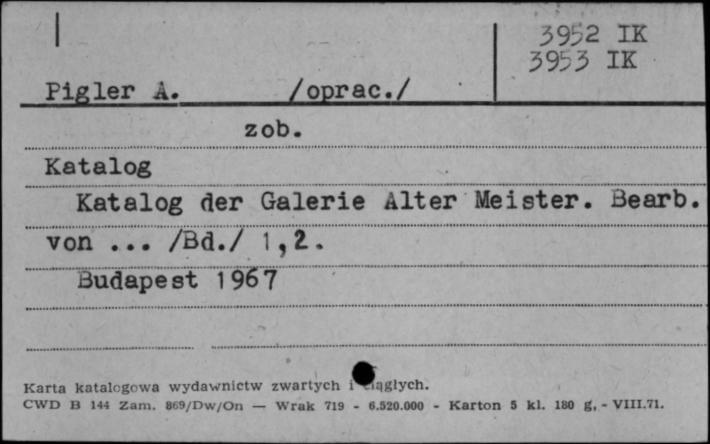 3952 IK
3953 IK
Pigler A. /oprac./
zob.
Katalog
Katalog der Galerie Alter Meister. Bearb.
von ... /Bd./ 1,2.
Budapest 1967
Karta katalogowa wydawnictw zwartych i ciągłych.
CWD B 144 Zam. 869/Dw/On — Wrak 719 - 6.520.000 - Karton 5 kl. 180 g, - VIII.71.